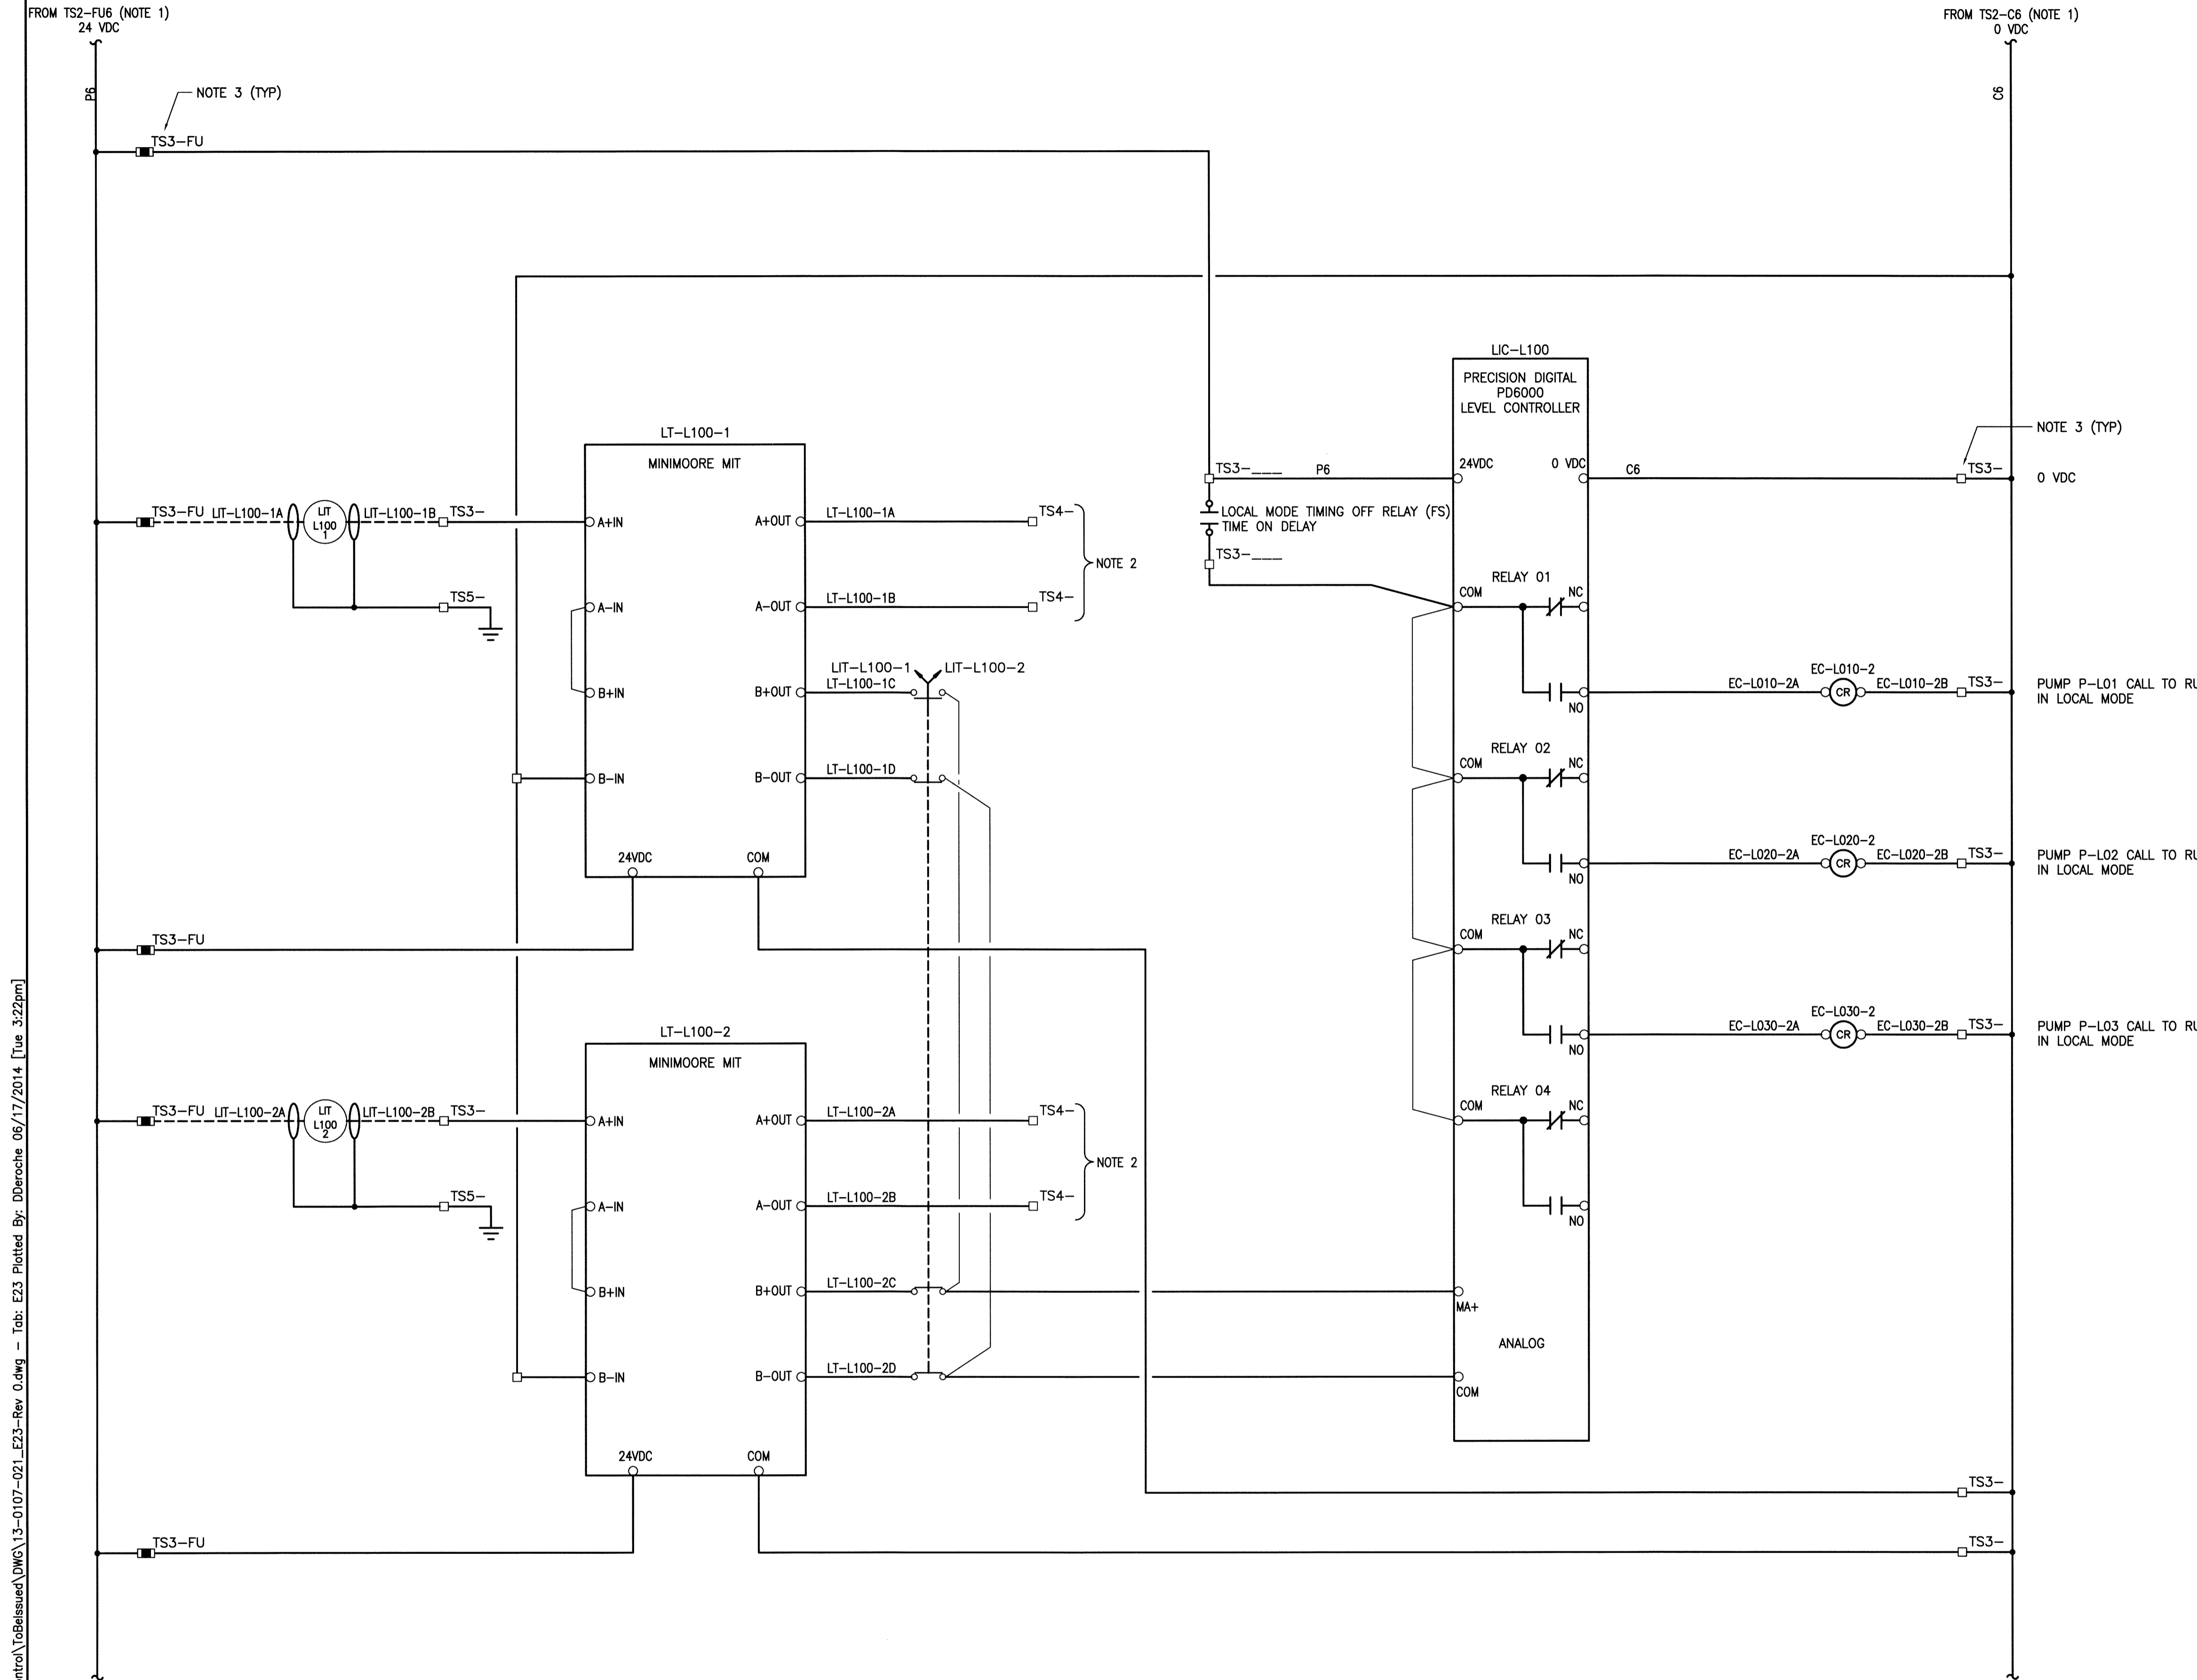 FROM TS2-FU6 (NOTE 1)
24 VDC
FROM TS2-C6 (NOTE 1)
0 VDC
P6
C6
NOTE 3 (TYP)
TS3-FU
LIC-L100
PRECISION DIGITAL
PD6000
LEVEL CONTROLLER
24VDC
0 VDC
TS3-___
P6
C6
NOTE 3 (TYP)
TS3-
0 VDC
LOCAL MODE TIMING OFF RELAY (FS)
TIME ON DELAY
TS3-___
LT-L100-1
MINIMOORE MIT
TS3-FU
LIT-L100-1A
LIT
L100
1
LIT-L100-1B
TS3-
TS5-
A+IN
A-IN
B+IN
B-IN
A+OUT
A-OUT
B+OUT
B-OUT
24VDC
COM
LT-L100-1A
TS4-
LT-L100-1B
TS4-
NOTE 2
LIT-L100-1
LIT-L100-2
LT-L100-1C
LT-L100-1D
RELAY 01
COM
NC
NO
EC-L010-2A
EC-L010-2
CR
EC-L010-2B
TS3-
PUMP P-L01 CALL TO RU
IN LOCAL MODE
RELAY 02
COM
NC
NO
EC-L020-2A
EC-L020-2
CR
EC-L020-2B
TS3-
PUMP P-L02 CALL TO RU
IN LOCAL MODE
RELAY 03
COM
NC
NO
EC-L030-2A
EC-L030-2
CR
EC-L030-2B
TS3-
PUMP P-L03 CALL TO RU
IN LOCAL MODE
RELAY 04
COM
NC
NO
MA+
ANALOG
COM
TS3-FU
LT-L100-2
MINIMOORE MIT
TS3-FU
LIT-L100-2A
LIT
L100
2
LIT-L100-2B
TS3-
TS5-
A+IN
A-IN
B+IN
B-IN
A+OUT
A-OUT
B+OUT
B-OUT
24VDC
COM
LT-L100-2A
TS4-
LT-L100-2B
TS4-
NOTE 2
LT-L100-2C
LT-L100-2D
TS3-FU
TS3-
TS3-
ntrol\ToBeIssued\DWG\13-0107-021_E23-Rev 0.dwg - Tab: E23 Plotted By: DDeroche 06/17/2014 [Tue 3:22pm]